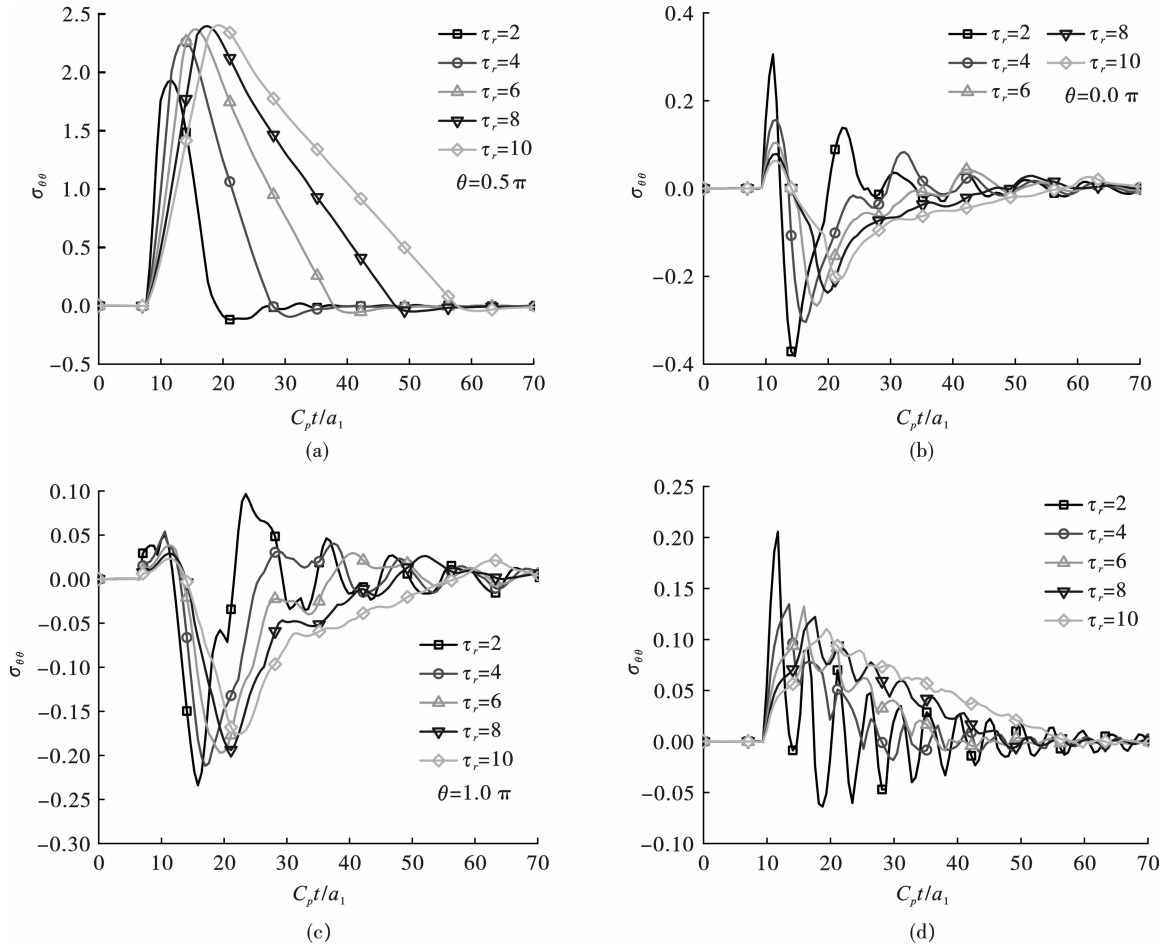 2.5
2.0
1.5
1.0
0.5
0.0
−0.5
σθθ
0 10 20 30 40 50 60 70
Cpt/a1
(a)
τr=2
τr=4
τr=6
τr=8
τr=10
θ=0.5 π
0.4
0.2
0.0
−0.2
−0.4
σθθ
0 10 20 30 40 50 60 70
Cpt/a1
(b)
τr=2 τr=8
τr=4 τr=10
τr=6 θ=0.0 π
0.10
0.05
0.00
−0.05
−0.10
−0.15
−0.20
−0.25
−0.30
σθθ
0 10 20 30 40 50 60 70
Cpt/a1
(c)
τr=2
τr=4
τr=6
τr=8
τr=10
θ=1.0 π
0.25
0.20
0.15
0.10
0.05
0.00
−0.05
−0.10
σθθ
0 10 20 30 40 50 60 70
Cpt/a1
(d)
τr=2
τr=4
τr=6
τr=8
τr=10